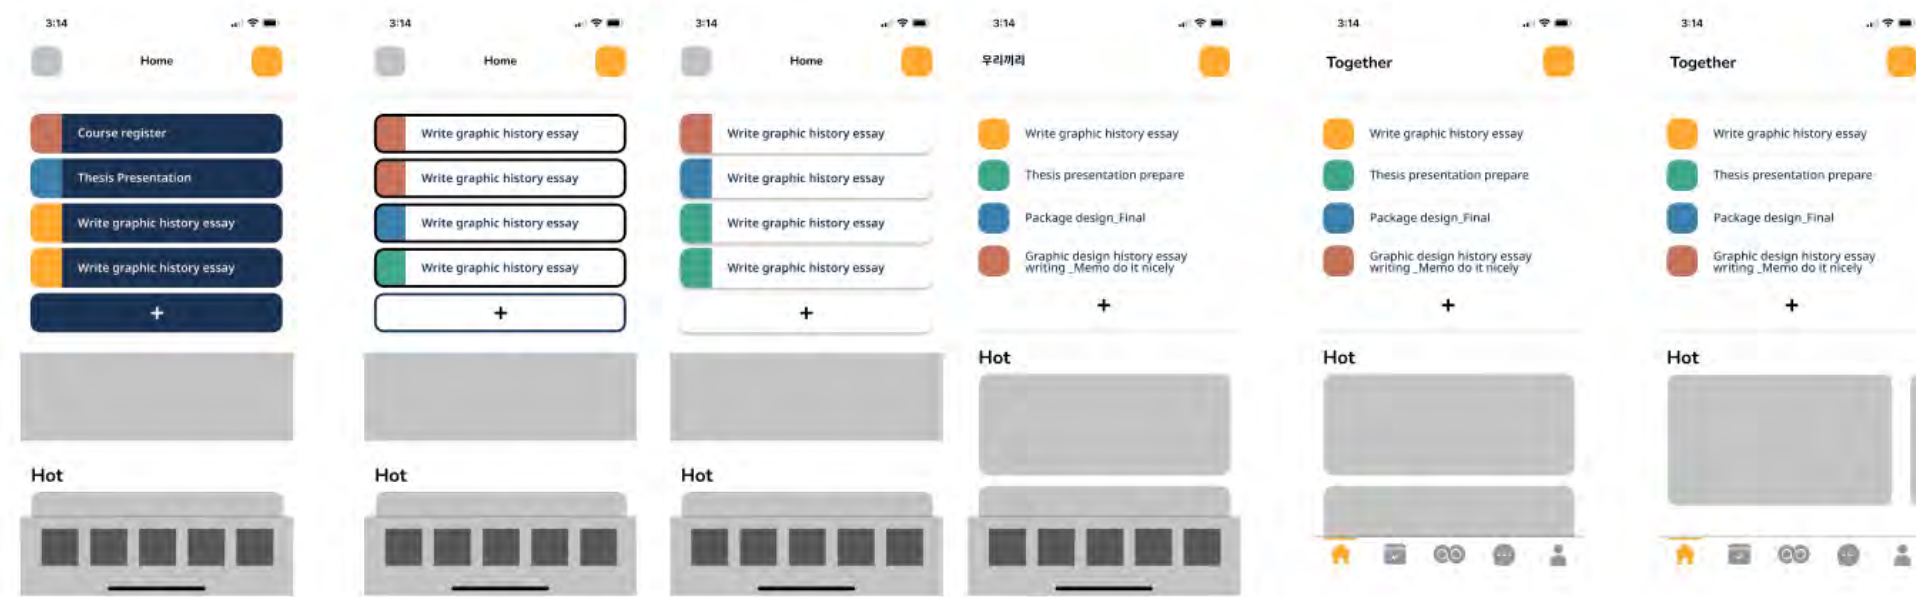 3:14
Home
Course register
Thesis Presentation
Write graphic history essay
Write graphic history essay
+
Hot
3:14
Home
Write graphic history essay
Write graphic history essay
Write graphic history essay
Write graphic history essay
+
Hot
3:14
Home
Write graphic history essay
Write graphic history essay
Write graphic history essay
Write graphic history essay
+
Hot
3:14
우리끼리
Write graphic history essay
Thesis presentation prepare
Package design_Final
Graphic design history essay
writing _Memo do it nicely
+
Hot
3:14
Together
Write graphic history essay
Thesis presentation prepare
Package design_Final
Graphic design history essay
writing _Memo do it nicely
+
Hot
3:14
Together
Write graphic history essay
Thesis presentation prepare
Package design_Final
Graphic design history essay
writing _Memo do it nicely
+
Hot